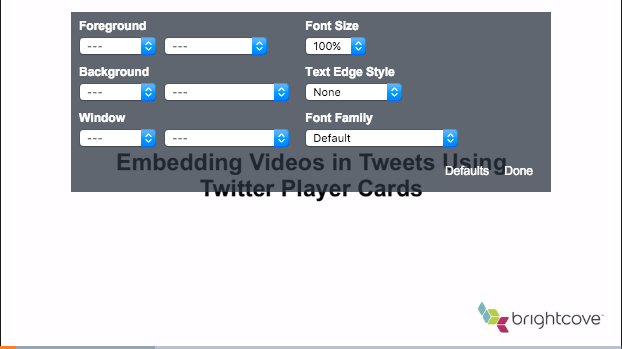 Foreground
--- ---
Font Size
100%
Background
--- ---
Text Edge Style
None
Window
--- ---
Font Family
Default
Embedding Videos in Tweets Using
Twitter Player Cards
Defaults Done
brightcove™